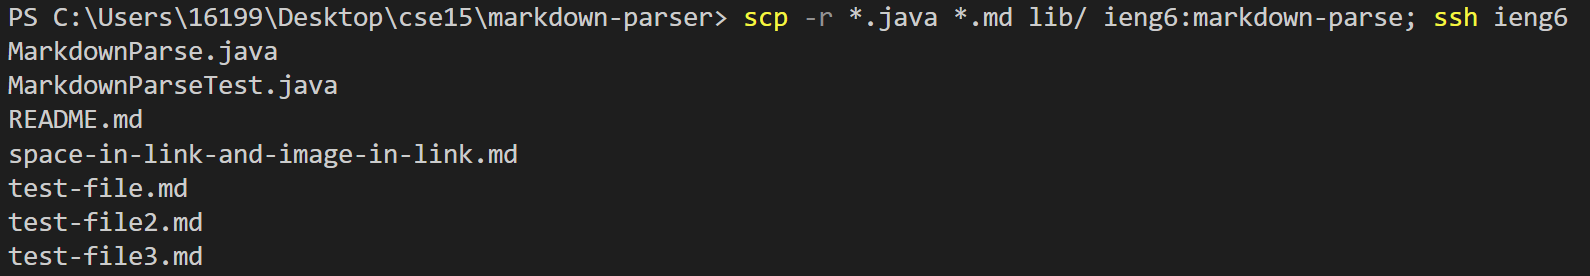 PS C:\Users\16199\Desktop\cse15\markdown-parser> scp -r *.java *.md lib/ ieng6:markdown-parse; ssh ieng6
MarkdownParse.java
MarkdownParseTest.java
README.md
space-in-link-and-image-in-link.md
test-file.md
test-file2.md
test-file3.md